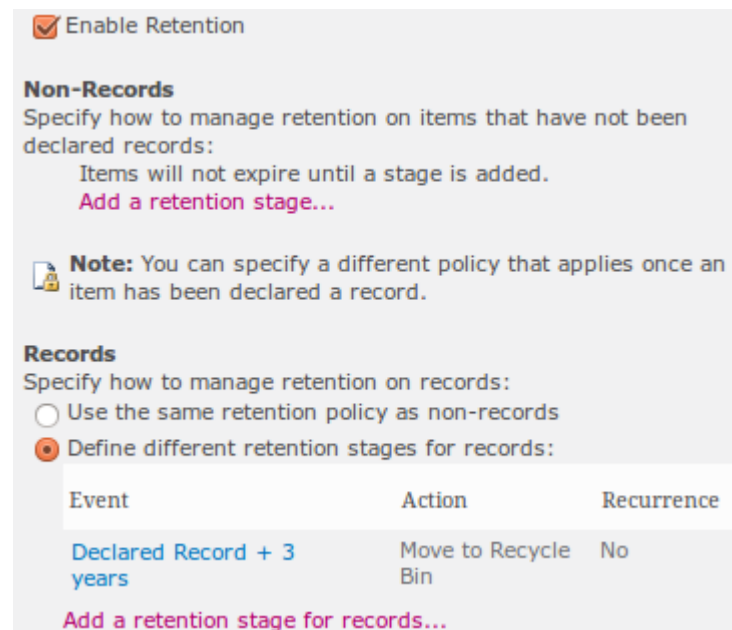 Enable Retention
Non-Records
Specify how to manage retention on items that have not been
declared records:
Items will not expire until a stage is added.
Add a retention stage...
Note: You can specify a different policy that applies once an
item has been declared a record.
Records
Specify how to manage retention on records:
Use the same retention policy as non-records
Define different retention stages for records:
Event Action Recurrence
Declared Record + 3 Move to Recycle No
years Bin
Add a retention stage for records...